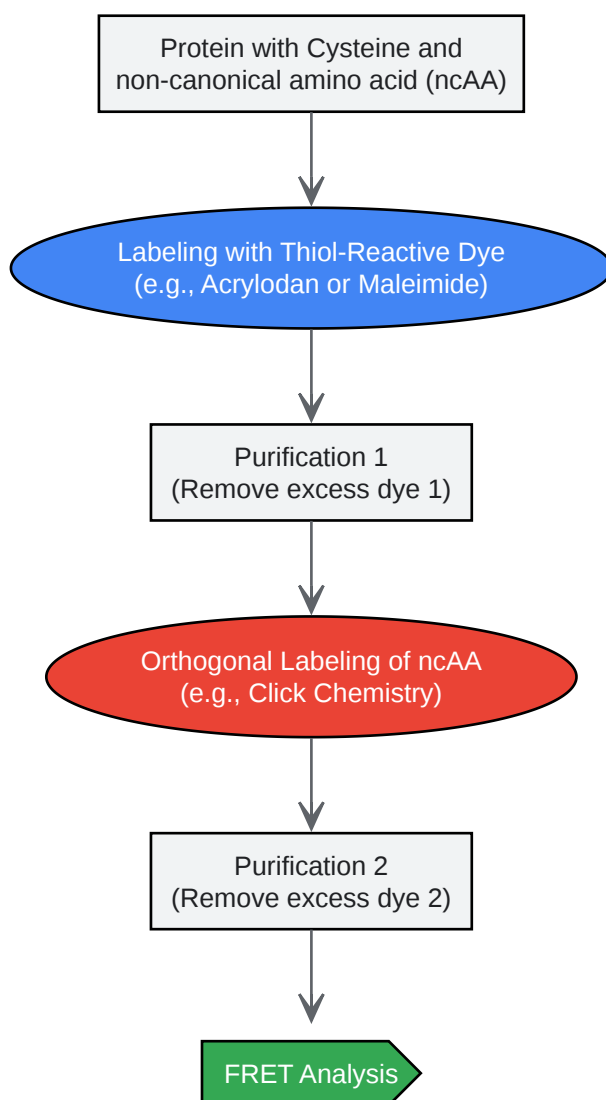 Protein with Cysteine and
non-canonical amino acid (ncAA)
Labeling with Thiol-Reactive Dye
(e.g., Acrylodan or Maleimide)
Purification 1
(Remove excess dye 1)
Orthogonal Labeling of ncAA
(e.g., Click Chemistry)
Purification 2
(Remove excess dye 2)
FRET Analysis